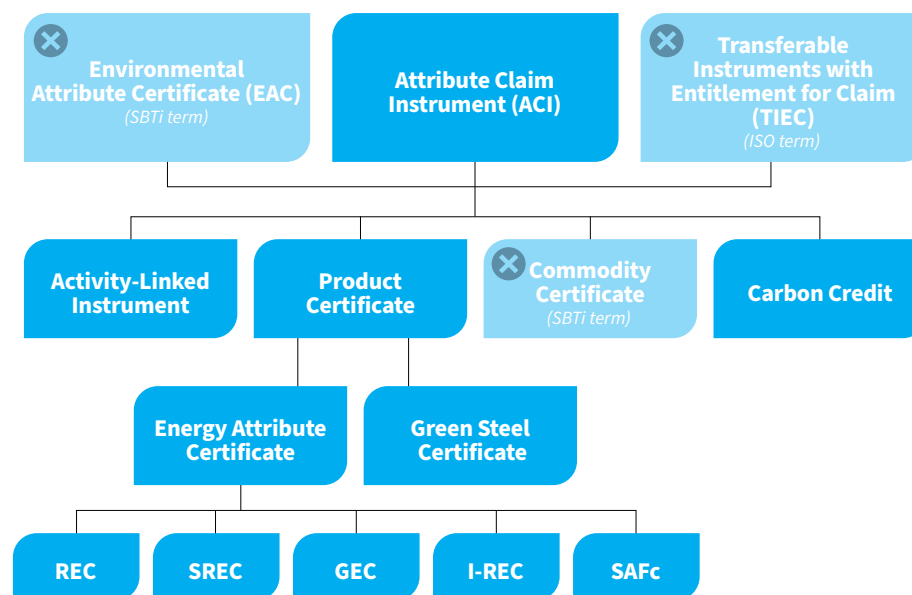 Environmental
Attribute Certificate (EAC)
(SBTi term)
Attribute Claim
Instrument (ACI)
Transferable
Instruments with
Entitlement for Claim
(TIEC)
(ISO term)
Activity-Linked
Instrument
Product
Certificate
Commodity
Certificate
(SBTi term)
Carbon Credit
Energy Attribute
Certificate
Green Steel
Certificate
REC
SREC
GEC
I-REC
SAFc